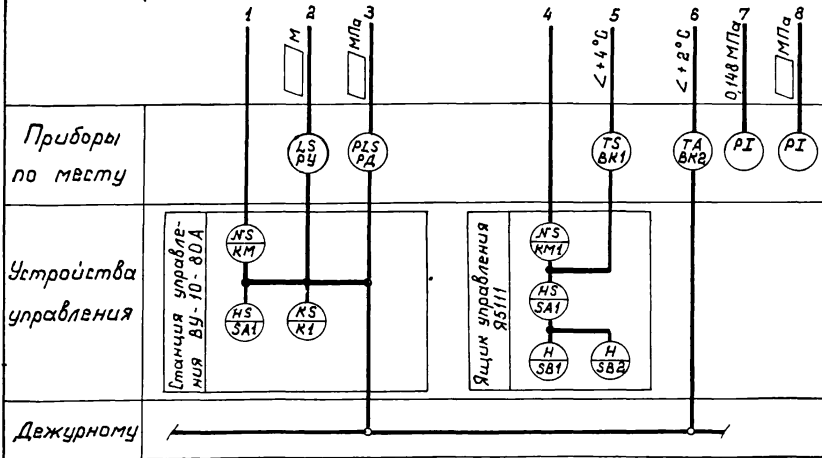 1 2 3 4 5 6 7 8
М
МПа
<+4°С
<+2°С
0,148 МПа
МПа
Приборы
по месту
LS
РУ
PIS
РД
TS
ВК1
TA
ВК2
PI
PI
Устройства
управления
Станция управле-
ния ВУ-10-80А
NS
КМ
HS
SA1
KS
К1
Ящик управления
Я5111
NS
КМ1
HS
SA1
H
SB1
H
SB2
Дежурному